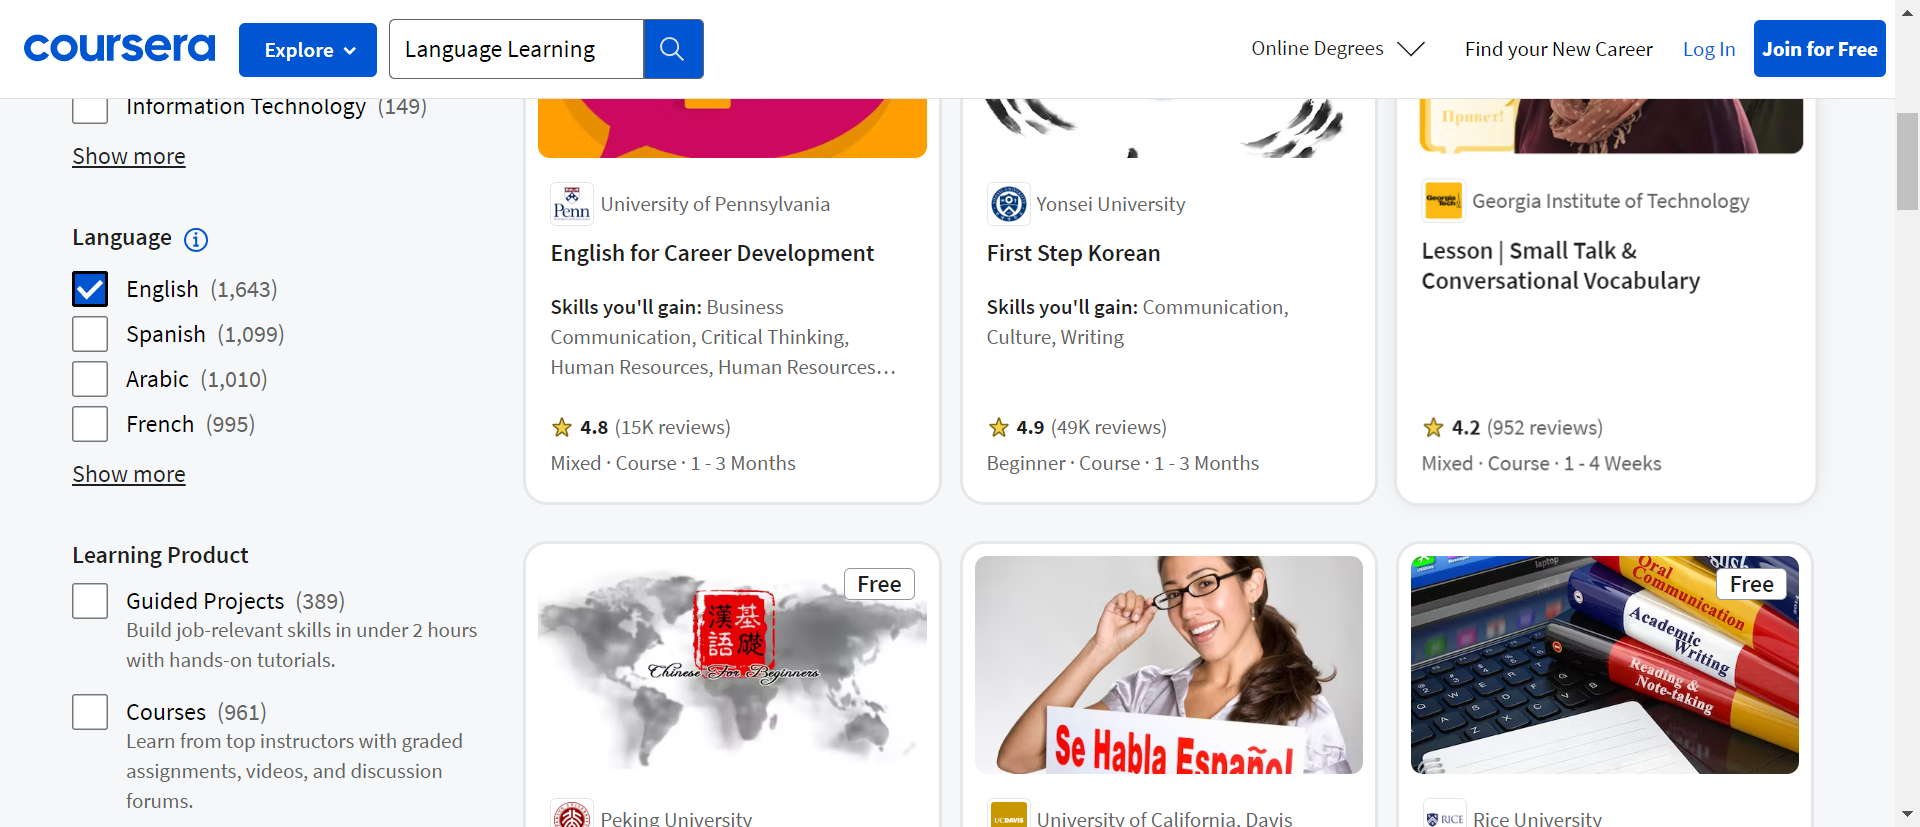 coursera
Explore
Language Learning
Online Degrees
Find your New Career
Log In
Join for Free
Information Technology (149)
Show more
Language
English (1,643)
Spanish (1,099)
Arabic (1,010)
French (995)
Show more
Learning Product
Guided Projects (389)
Build job-relevant skills in under 2 hours
with hands-on tutorials.
Courses (961)
Learn from top instructors with graded
assignments, videos, and discussion
forums.
Penn
University of Pennsylvania
English for Career Development
Skills you'll gain: Business
Communication, Critical Thinking,
Human Resources, Human Resources…
4.8 (15K reviews)
Mixed · Course · 1 - 3 Months
Yonsei University
First Step Korean
Skills you'll gain: Communication,
Culture, Writing
4.9 (49K reviews)
Beginner · Course · 1 - 3 Months
Привет!
Georgia Tech
Georgia Institute of Technology
Lesson | Small Talk &
Conversational Vocabulary
4.2 (952 reviews)
Mixed · Course · 1 - 4 Weeks
Free
漢基
語礎
Chinese For Beginners
Peking University
Se Habla Español
UCDAVIS
University of California, Davis
Free
laptop
Oral
Communication
Academic
Writing
Reading &
Note-taking
RICE
Rice University